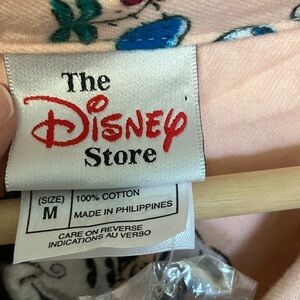 The
Disney
Store
(SIZE)
M
100% COTTON
MADE IN PHILIPPINES
CARE ON REVERSE
INDICATIONS AU VERSO